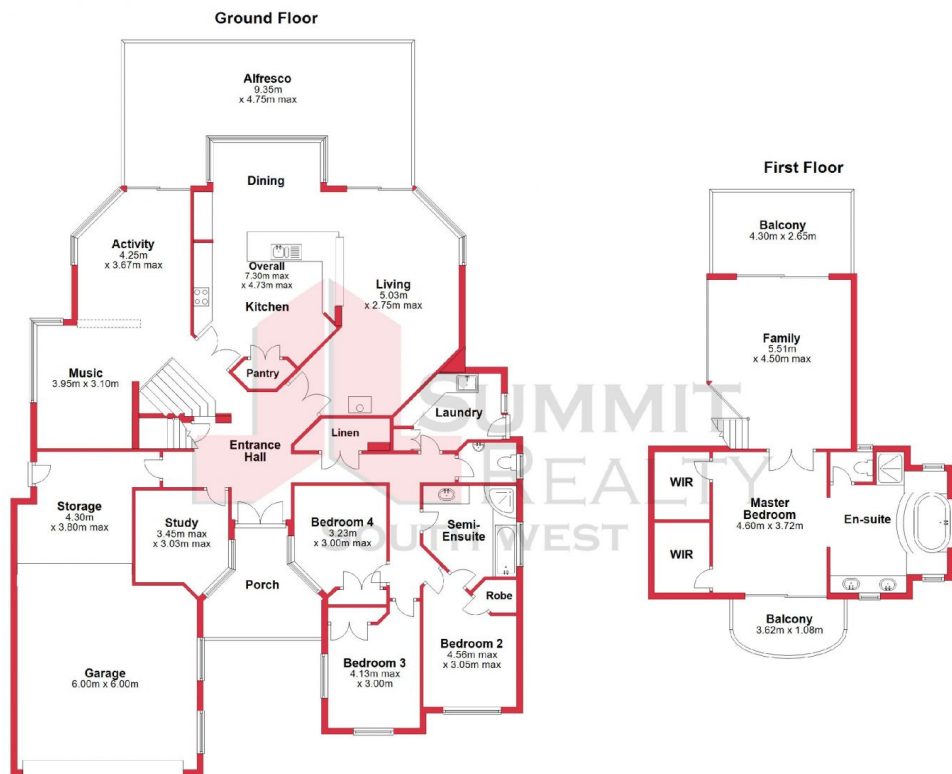 Ground Floor
Alfresco
9.35m
x 4.75m max
Dining
Activity
4.25m
x 3.67m max
Overall
7.30m max
x 4.73m max
Kitchen
Living
5.03m
x 2.75m max
Music
3.95m x 3.10m
Pantry
Laundry
Linen
Entrance
Hall
Storage
4.30m
x 3.80m max
Study
3.45m max
x 3.03m max
Bedroom 4
3.23m
x 3.00m max
Semi-
Ensuite
Porch
Robe
Garage
6.00m x 6.00m
Bedroom 3
4.13m max
x 3.00m
Bedroom 2
4.56m max
x 3.05m max
First Floor
Balcony
4.30m x 2.65m
Family
5.51m
x 4.50m max
WIR
WIR
Master
Bedroom
4.60m x 3.72m
En-suite
Balcony
3.62m x 1.08m
SUMMIT
REALTY
SOUTH WEST